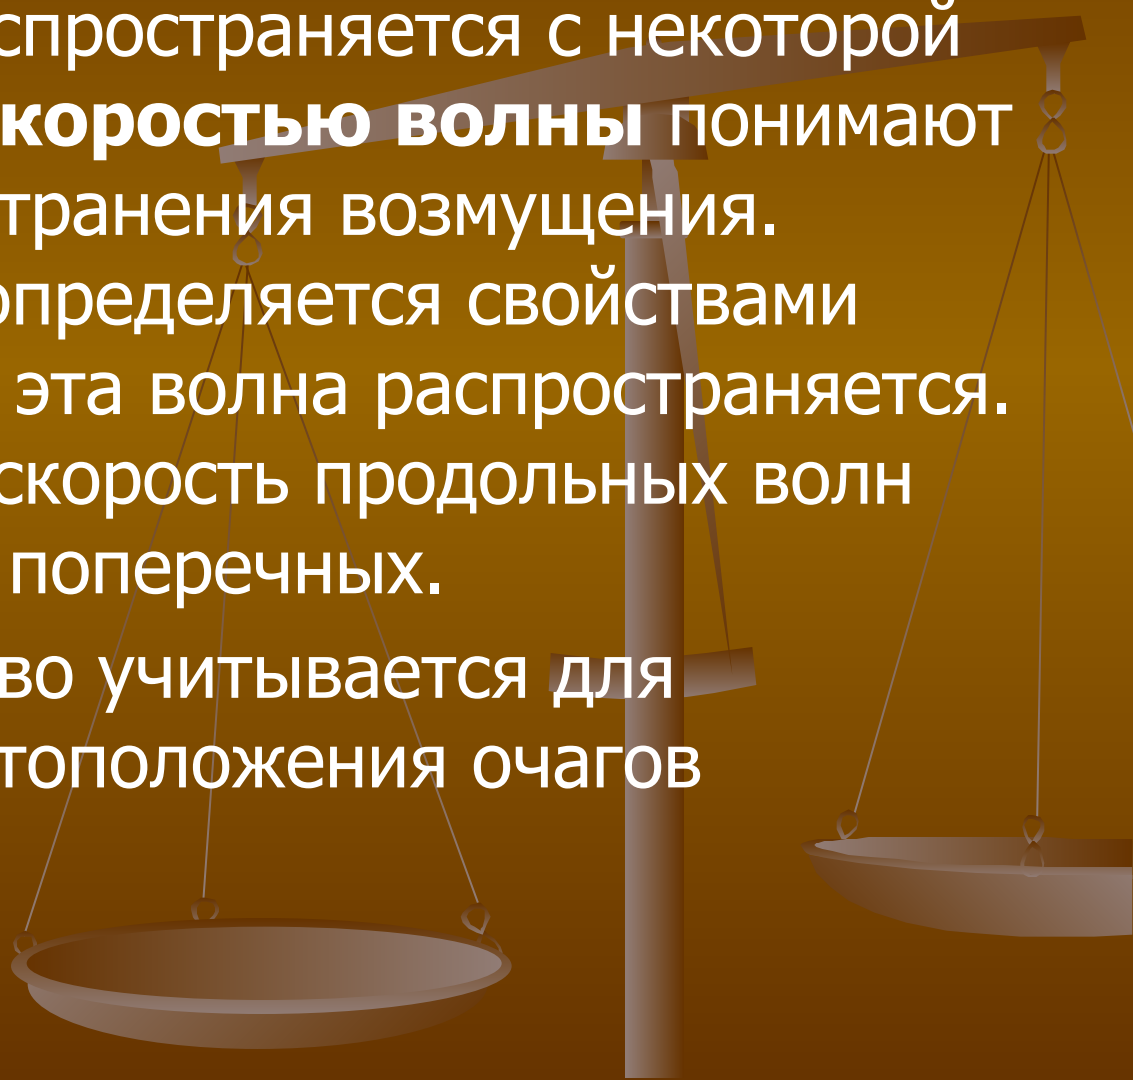 спространяется с некоторой
коростью волны понимают
транения возмущения.
определяется свойствами
эта волна распространяется.
скорость продольных волн
поперечных.
во учитывается для
тоположения очагов